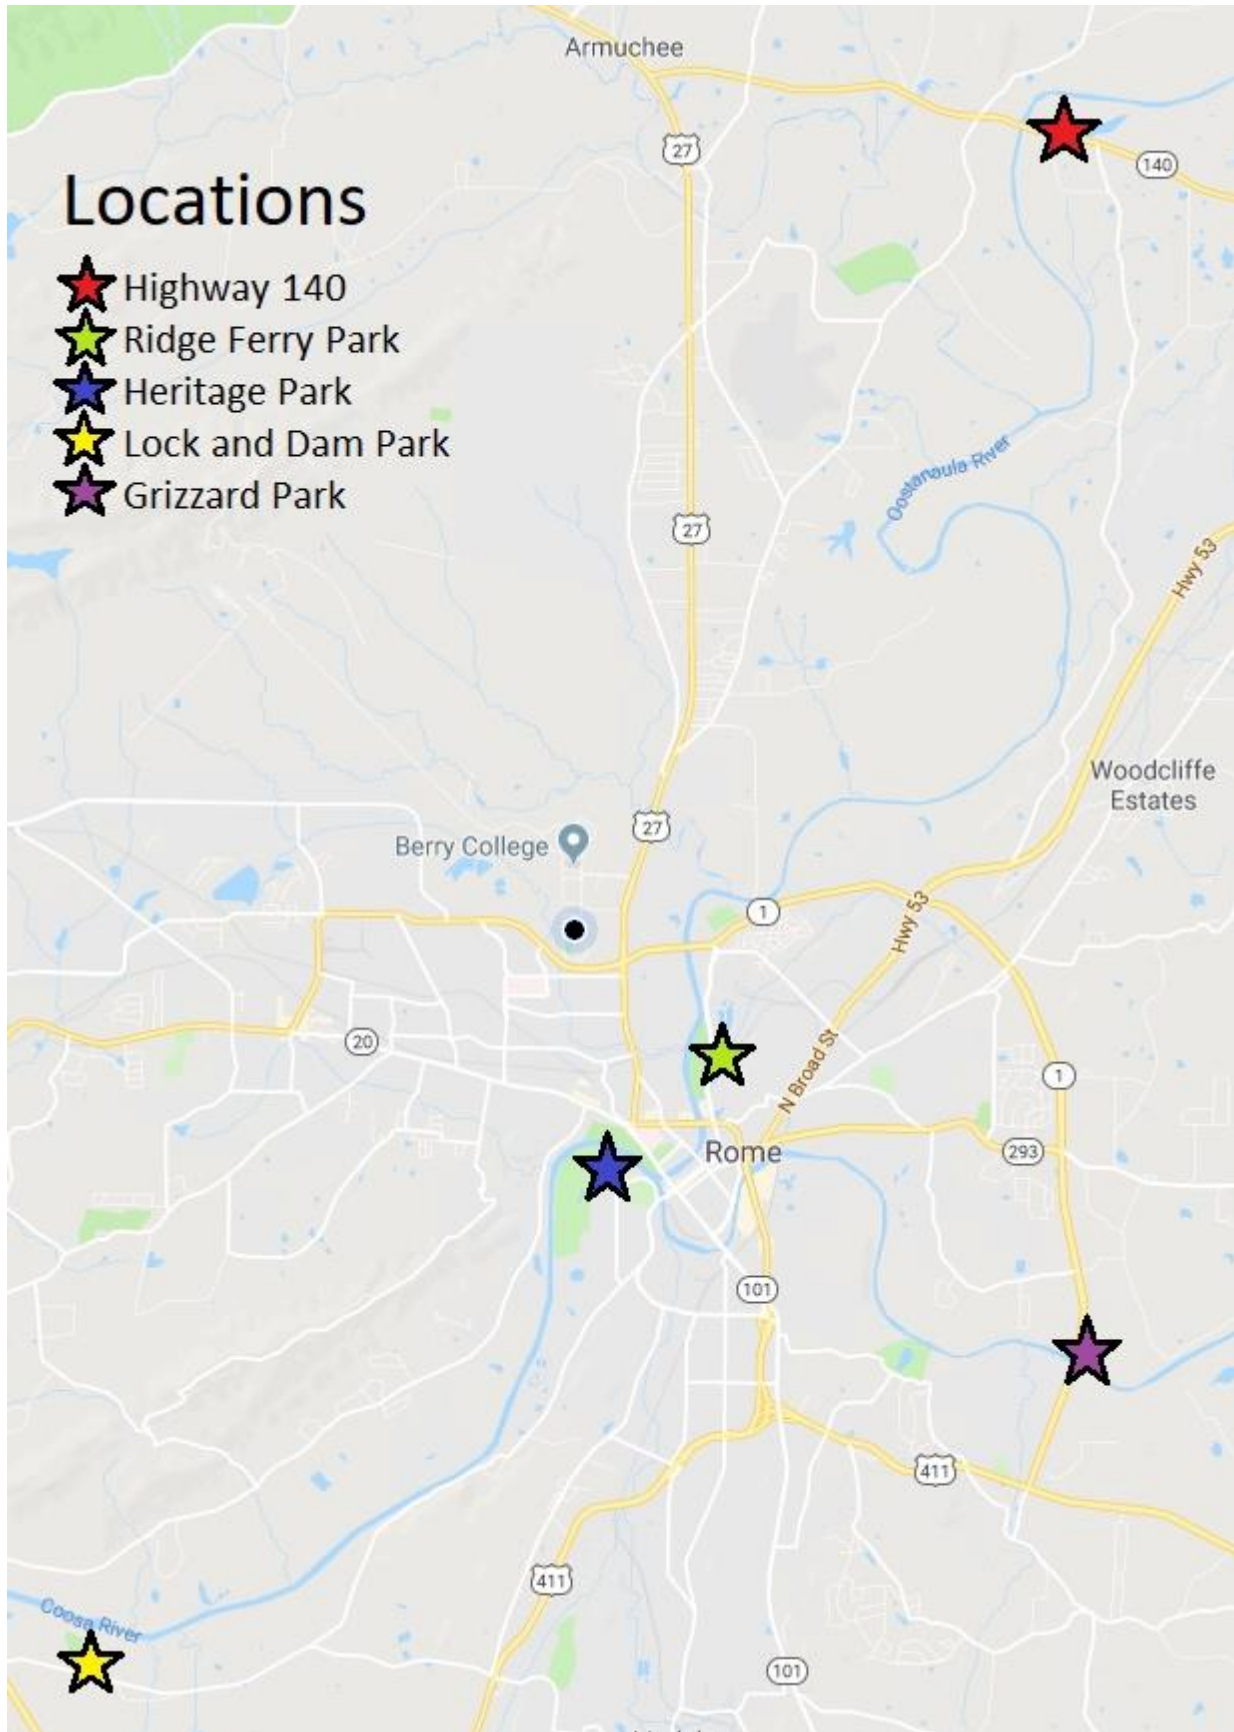 Armuchee
27
140
Locations
Highway 140
Ridge Ferry Park
Heritage Park
Lock and Dam Park
Grizzard Park
Oostanaula River
27
Hwy 53
Woodcliffe
Estates
27
Berry College
1
Hwy 53
20
N Broad St
1
Rome
293
101
411
411
Coosa River
101